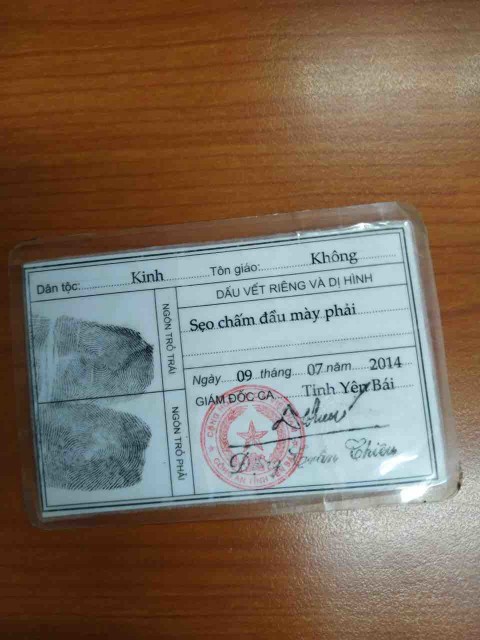 Dân tộc: Kinh Tôn giáo: Không
NGÓN TRỎ TRÁI
NGÓN TRỎ PHẢI
DẤU VẾT RIÊNG VÀ DỊ HÌNH
Sẹo chấm đầu mày phải
Ngày 09 tháng 07 năm 2014
GIÁM ĐỐC CA Tỉnh Yên Bái